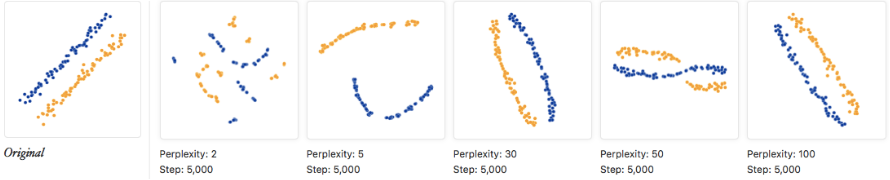 Original
Perplexity: 2
Step: 5,000
Perplexity: 5
Step: 5,000
Perplexity: 30
Step: 5,000
Perplexity: 50
Step: 5,000
Perplexity: 100
Step: 5,000